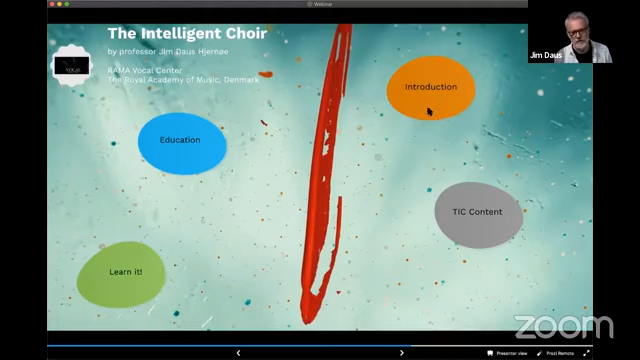 Webinar
The Intelligent Choir
by professor Jim Daus Hjernøe
RAMA Vocal Center
The Royal Academy of Music, Denmark
VOCAL
Introduction
Jim Daus
Education
TIC Content
Learn it!
zoom
Presenter view
Prezi Remote